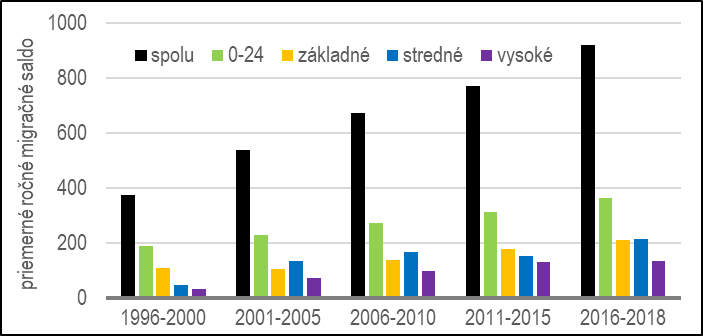 priemerné ročné migračné saldo
1000
800
600
400
200
0
spolu 0-24 základné stredné vysoké
1996-2000 2001-2005 2006-2010 2011-2015 2016-2018